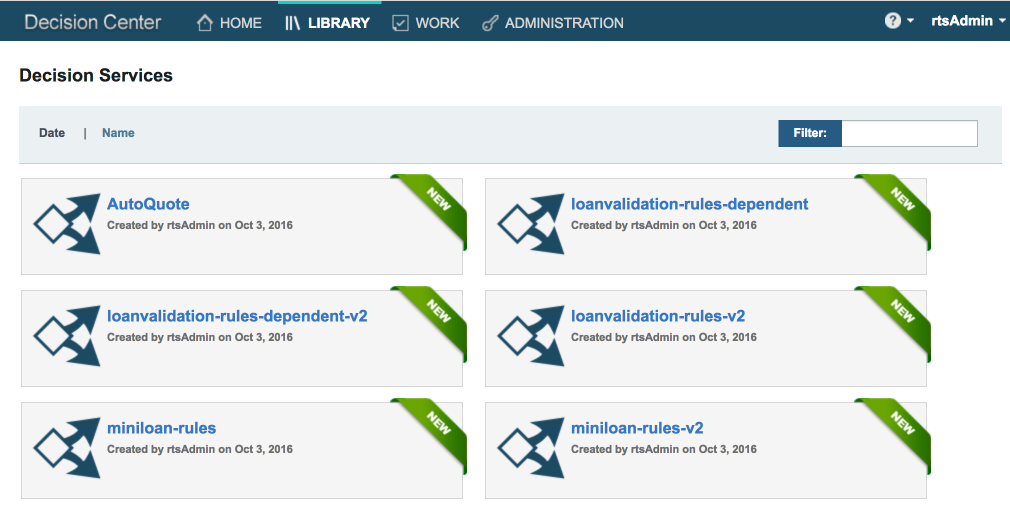 Decision Center HOME LIBRARY WORK ADMINISTRATION ? rtsAdmin
Decision Services
Date | Name Filter:
AutoQuote
Created by rtsAdmin on Oct 3, 2016
NEW
loanvalidation-rules-dependent
Created by rtsAdmin on Oct 3, 2016
NEW
loanvalidation-rules-dependent-v2
Created by rtsAdmin on Oct 3, 2016
NEW
loanvalidation-rules-v2
Created by rtsAdmin on Oct 3, 2016
NEW
miniloan-rules
Created by rtsAdmin on Oct 3, 2016
NEW
miniloan-rules-v2
Created by rtsAdmin on Oct 3, 2016
NEW